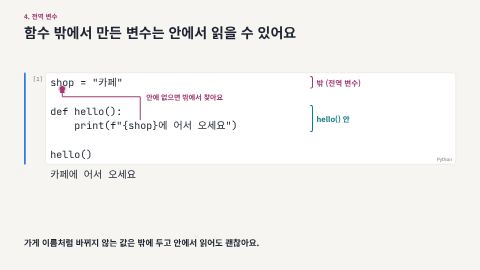 4. 전역 변수
함수 밖에서 만든 변수는 안에서 읽을 수 있어요
[1]
shop = "카페"
밖 (전역 변수)
안에 없으면 밖에서 찾아요
def hello():
print(f"{shop}에 어서 오세요")
hello() 안
hello()
Python
카페에 어서 오세요
가게 이름처럼 바뀌지 않는 값은 밖에 두고 안에서 읽어도 괜찮아요.